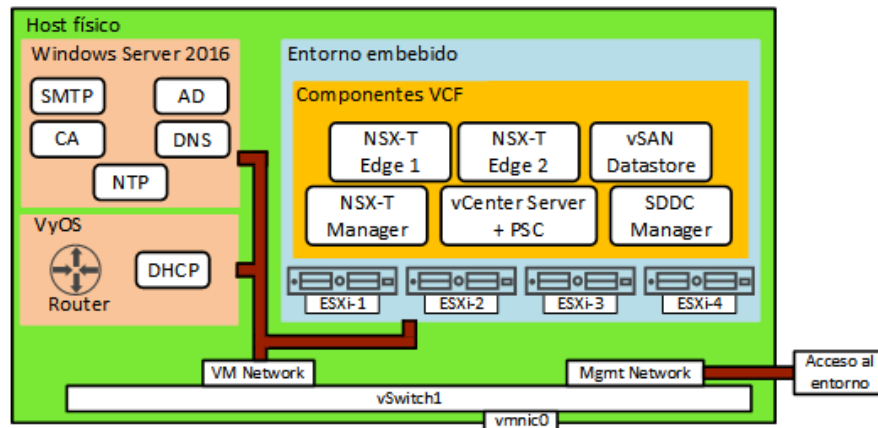 Host físico
Windows Server 2016
SMTP
AD
CA
DNS
NTP
VyOS
Router
DHCP
Entorno embebido
Componentes VCF
NSX-T
Edge 1
NSX-T
Edge 2
vSAN
Datastore
NSX-T
Manager
vCenter Server
+ PSC
SDDC
Manager
ESXi-1
ESXi-2
ESXi-3
ESXi-4
VM Network
Mgmt Network
Acceso al
entorno
vSwitch1
vmnic0